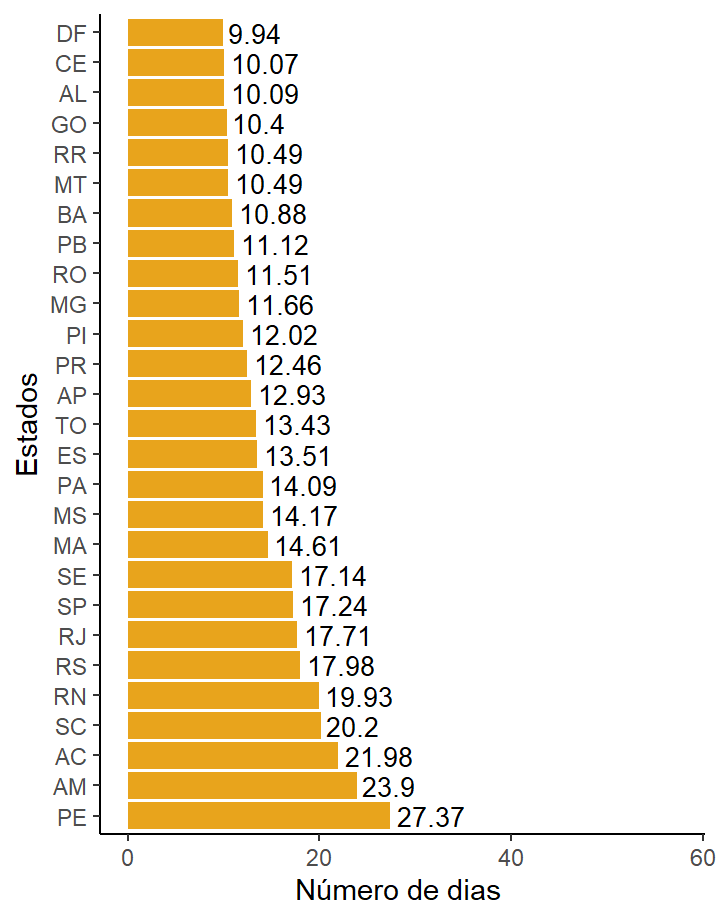 DF 9.94
CE 10.07
AL 10.09
GO 10.4
RR 10.49
MT 10.49
BA 10.88
PB 11.12
RO 11.51
MG 11.66
PI 12.02
PR 12.46
AP 12.93
TO 13.43
ES 13.51
PA 14.09
MS 14.17
MA 14.61
SE 17.14
SP 17.24
RJ 17.71
RS 17.98
RN 19.93
SC 20.2
AC 21.98
AM 23.9
PE 27.37
Estados
0 20 40 60
Número de dias